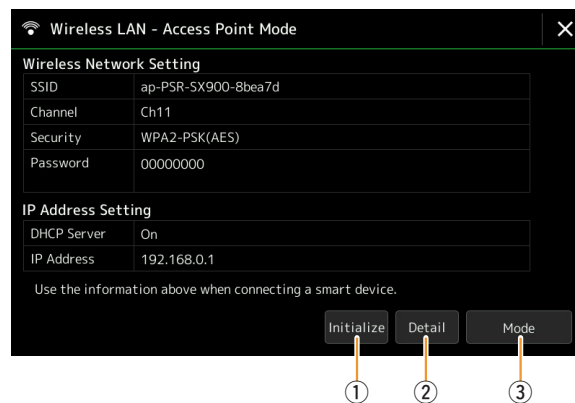 Wireless LAN - Access Point Mode
Wireless Network Setting
SSID ap-PSR-SX900-8bea7d
Channel Ch11
Security WPA2-PSK(AES)
Password 00000000
IP Address Setting
DHCP Server On
IP Address 192.168.0.1
Use the information above when connecting a smart device.
Initialize Detail Mode
① ② ③